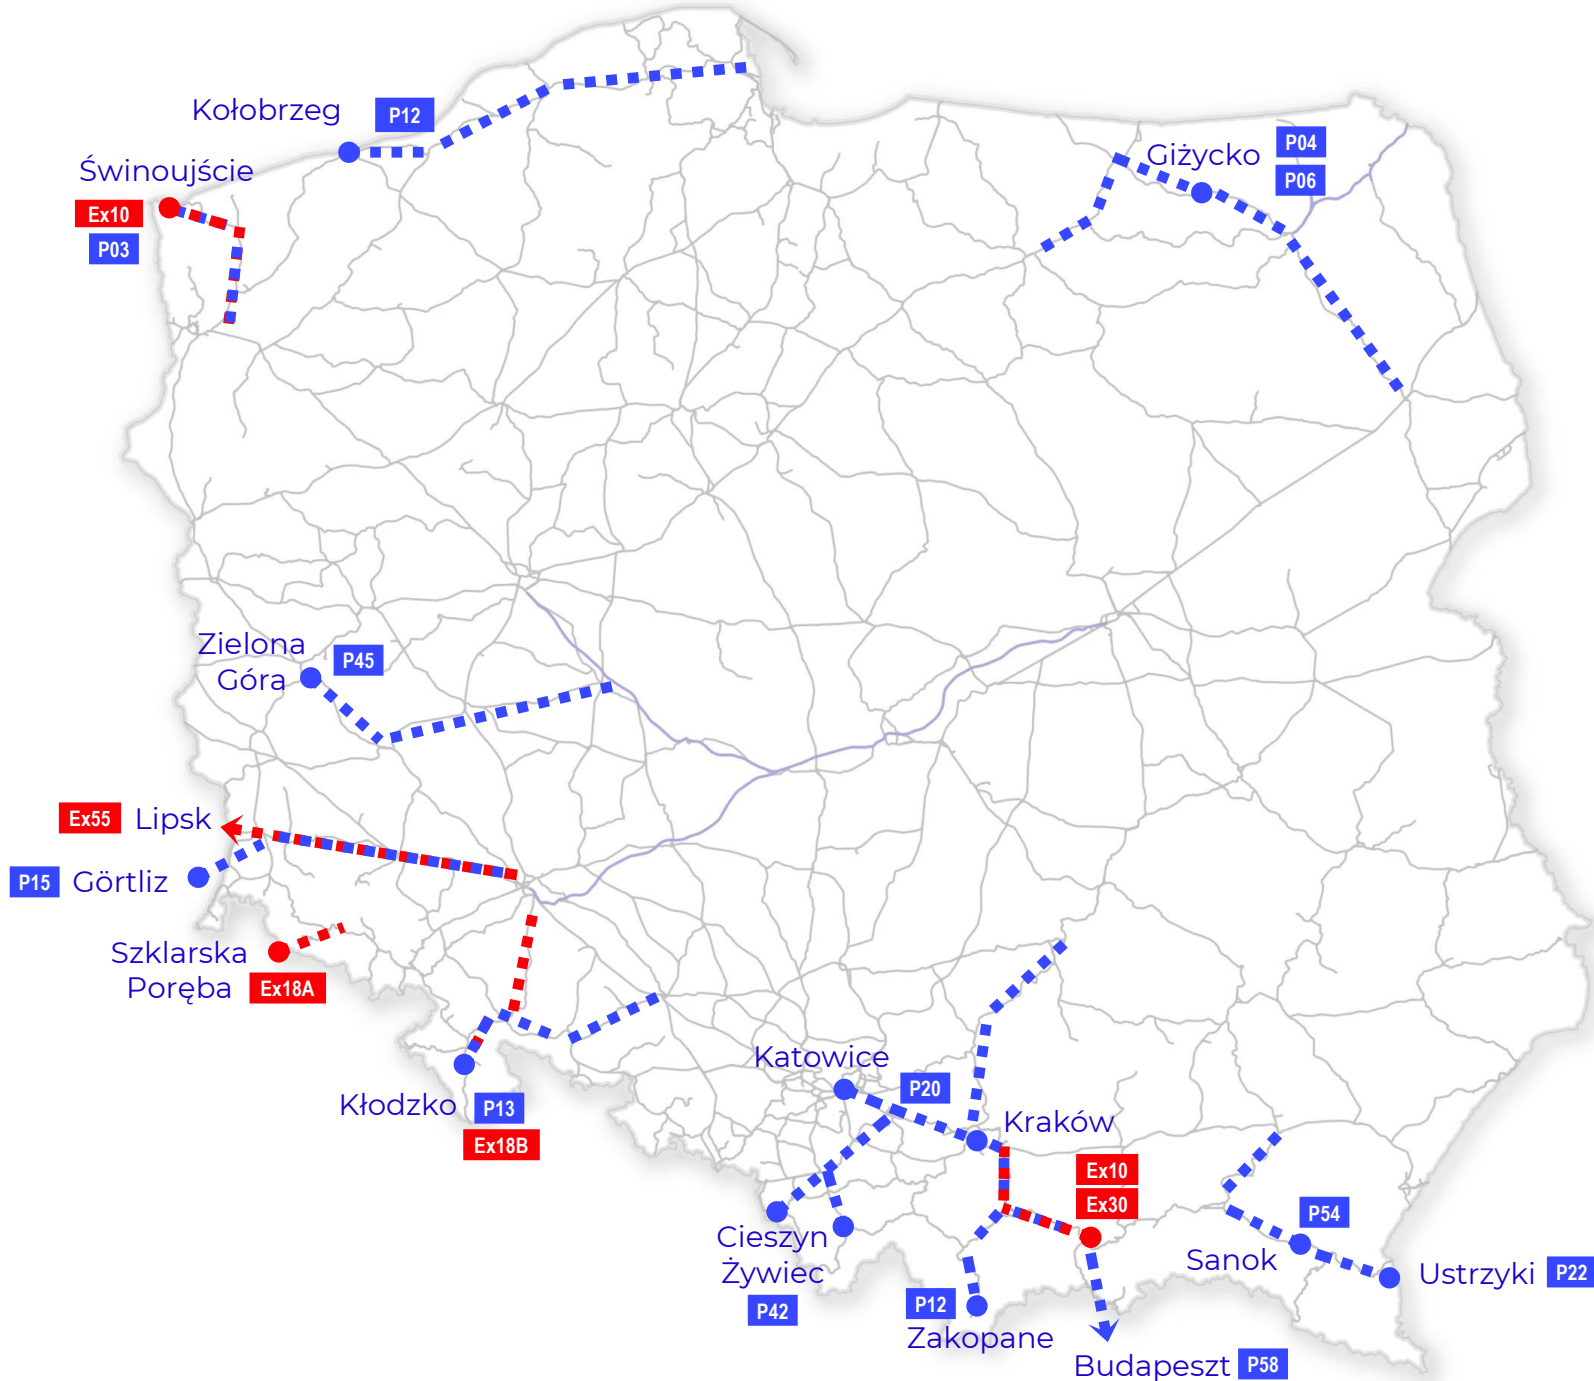 Kołobrzeg
P12
Świnoujście
Ex10
P03
Giżycko
P04
P06
Zielona
Góra
P45
Ex55
Lipsk
P15
Görtliz
Szklarska
Poręba
Ex18A
Kłodzko
P13
Ex18B
Katowice
P20
Kraków
Ex10
Ex30
Cieszyn
Żywiec
P42
P12
Zakopane
Budapeszt
P58
P54
Sanok
Ustrzyki
P22